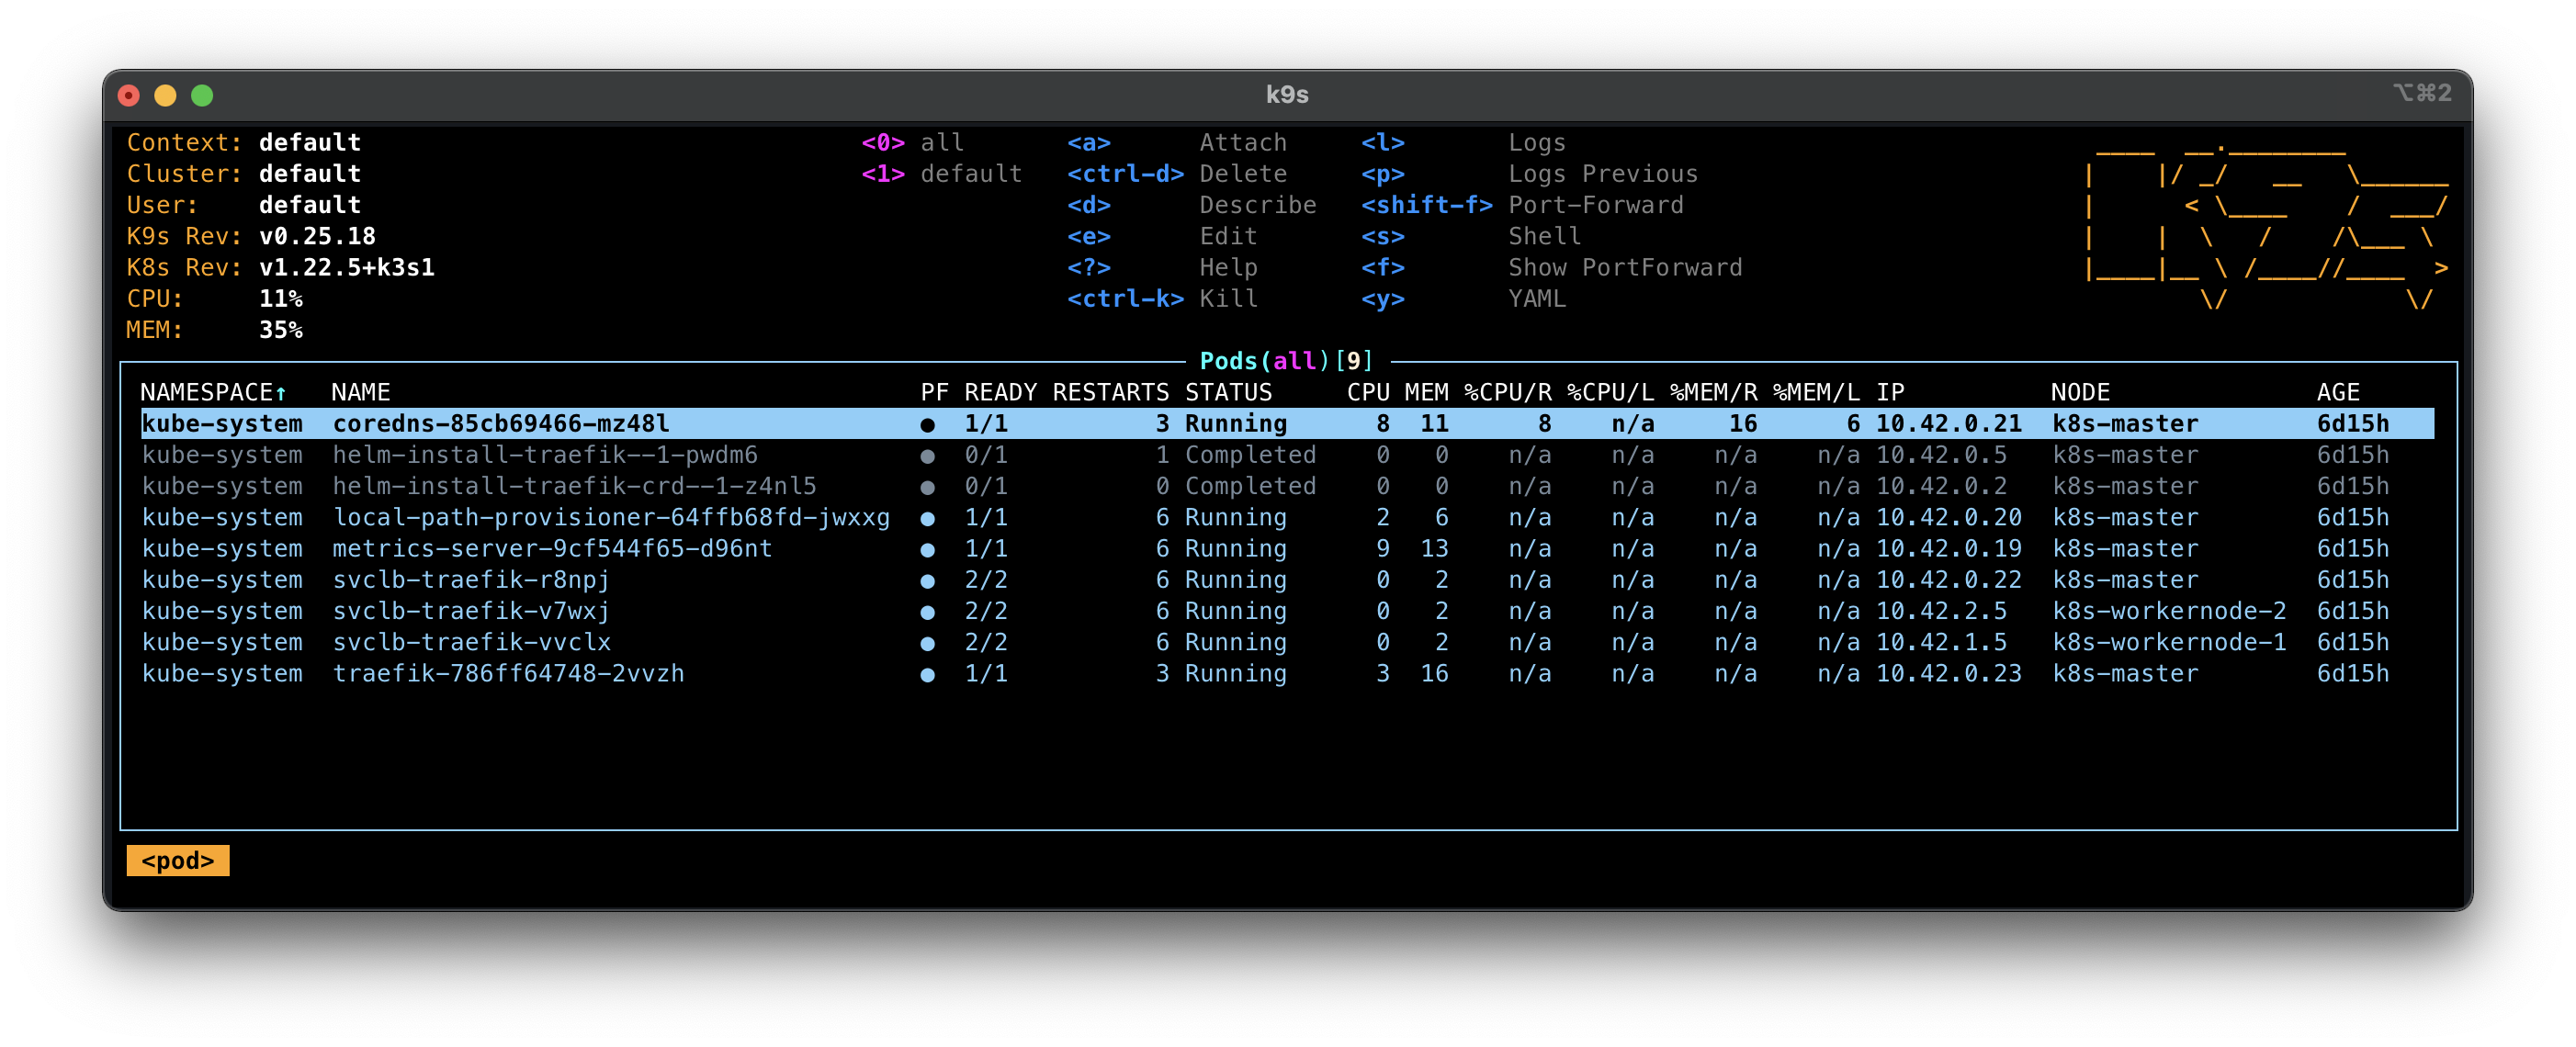 k9s ⌥⌘2
Context: default <0> all <a> Attach <l> Logs
Cluster: default <1> default <ctrl-d> Delete <p> Logs Previous
User: default <d> Describe <shift-f> Port-Forward
K9s Rev: v0.25.18 <e> Edit <s> Shell
K8s Rev: v1.22.5+k3s1 <?> Help <f> Show PortForward
CPU: 11% <ctrl-k> Kill <y> YAML
MEM: 35%
Pods(all)[9]
NAMESPACE↑ NAME PF READY RESTARTS STATUS CPU MEM %CPU/R %CPU/L %MEM/R %MEM/L IP NODE AGE
kube-system coredns-85cb69466-mz48l ● 1/1 3 Running 8 11 8 n/a 16 6 10.42.0.21 k8s-master 6d15h
kube-system helm-install-traefik--1-pwdm6 ● 0/1 1 Completed 0 0 n/a n/a n/a n/a 10.42.0.5 k8s-master 6d15h
kube-system helm-install-traefik-crd--1-z4nl5 ● 0/1 0 Completed 0 0 n/a n/a n/a n/a 10.42.0.2 k8s-master 6d15h
kube-system local-path-provisioner-64ffb68fd-jwxxg ● 1/1 6 Running 2 6 n/a n/a n/a n/a 10.42.0.20 k8s-master 6d15h
kube-system metrics-server-9cf544f65-d96nt ● 1/1 6 Running 9 13 n/a n/a n/a n/a 10.42.0.19 k8s-master 6d15h
kube-system svclb-traefik-r8npj ● 2/2 6 Running 0 2 n/a n/a n/a n/a 10.42.0.22 k8s-master 6d15h
kube-system svclb-traefik-v7wxj ● 2/2 6 Running 0 2 n/a n/a n/a n/a 10.42.2.5 k8s-workernode-2 6d15h
kube-system svclb-traefik-vvclx ● 2/2 6 Running 0 2 n/a n/a n/a n/a 10.42.1.5 k8s-workernode-1 6d15h
kube-system traefik-786ff64748-2vvzh ● 1/1 3 Running 3 16 n/a n/a n/a n/a 10.42.0.23 k8s-master 6d15h
<pod>